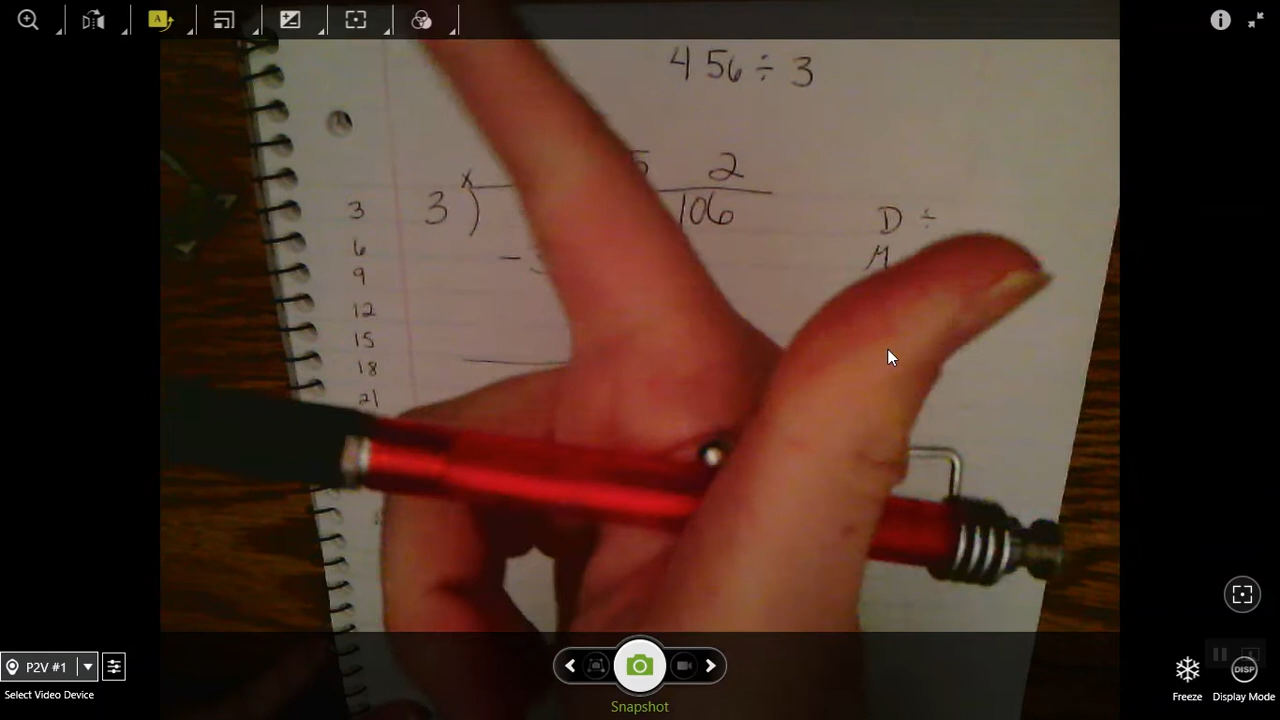 A
456 ÷ 3
5 2
x
3 ) 106
3
6
9
12
15
18
21
D ÷
M
-
P2V #1
Select Video Device
Snapshot
Freeze
DISP
Display Mode